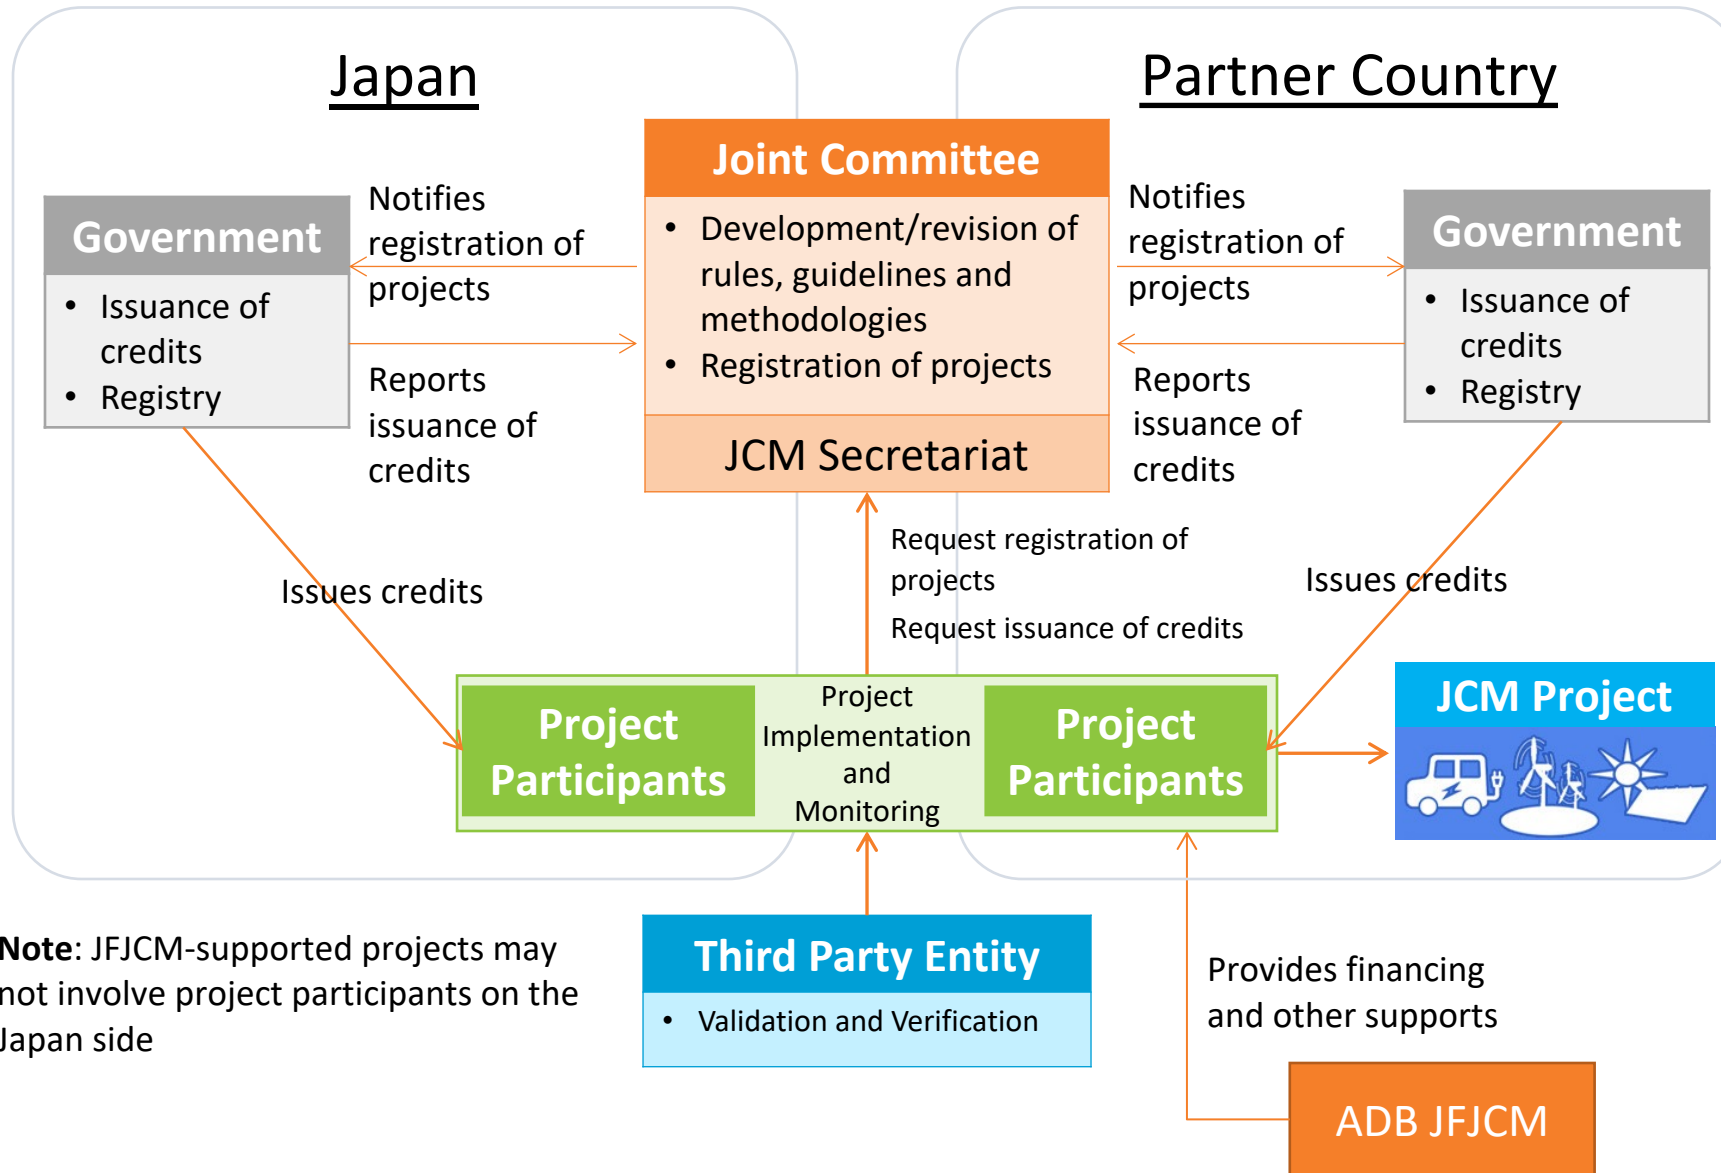 Japan
Partner Country
Joint Committee
• Development/revision of
rules, guidelines and
methodologies
• Registration of projects
JCM Secretariat
Government
• Issuance of
credits
• Registry
Notifies
registration of
projects
Reports
issuance of
credits
Notifies
registration of
projects
Reports
issuance of
credits
Government
• Issuance of
credits
• Registry
Issues credits
Request registration of
projects
Request issuance of credits
Issues credits
Project
Participants
Project
Implementation
and
Monitoring
Project
Participants
JCM Project
Third Party Entity
• Validation and Verification
Note: JFJCM-supported projects may
not involve project participants on the
Japan side
Provides financing
and other supports
ADB JFJCM